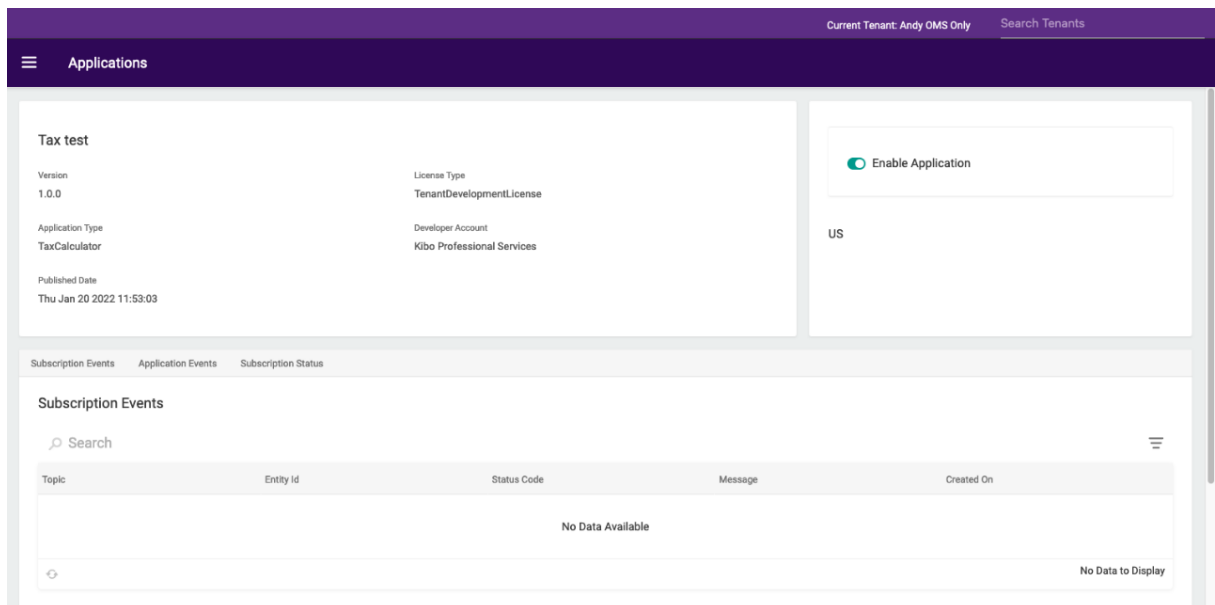 Current Tenant: Andy OMS Only Search Tenants
Applications
Tax test
Version License Type
1.0.0 TenantDevelopmentLicense
Application Type Developer Account
TaxCalculator Kibo Professional Services
Published Date
Thu Jan 20 2022 11:53:03
Enable Application
US
Subscription Events Application Events Subscription Status
Subscription Events
Search
Topic Entity Id Status Code Message Created On
No Data Available
No Data to Display